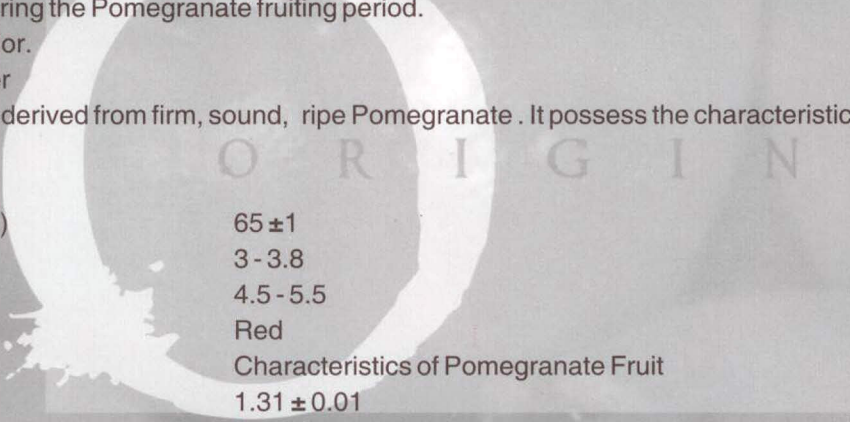 ring the Pomegranate fruiting period.
or.
r
derived from firm, sound, ripe Pomegranate . It possess the characteristic
O R I G I N
) 65 ±1
3 - 3.8
4.5 - 5.5
Red
Characteristics of Pomegranate Fruit
1.31 ± 0.01